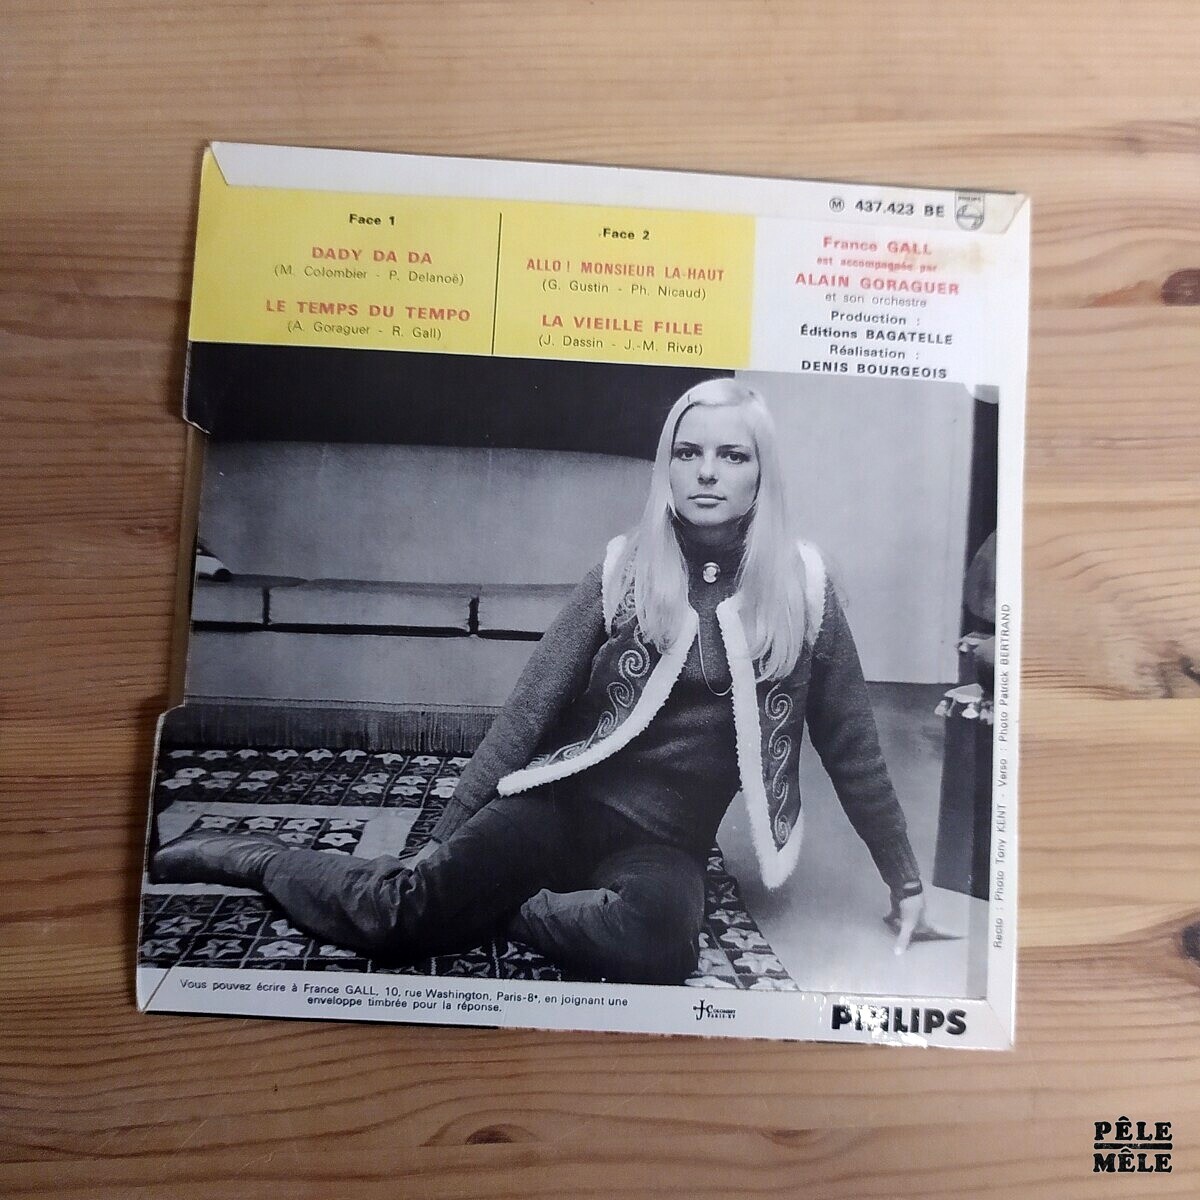 Face 1
DADY DA DA
(M. Colombier - P. Delanoë)
LE TEMPS DU TEMPO
(A. Goraguer - R. Gall)
Face 2
ALLO ! MONSIEUR LA-HAUT
(G. Gustin - Ph. Nicaud)
LA VIEILLE FILLE
(J. Dassin - J.-M. Rivat)
Ⓜ 437.423 BE
PHILIPS
France GALL
est accompagnée par
ALAIN GORAGUER
et son orchestre
Production :
Éditions BAGATELLE
Réalisation :
DENIS BOURGEOIS
Recto : Photo Tony KENT - Verso : Photo Patrick BERTRAND
Vous pouvez écrire à France GALL, 10, rue Washington, Paris-8e, en joignant une
enveloppe timbrée pour la réponse.
PHILIPS
PÊLE
MÊLE